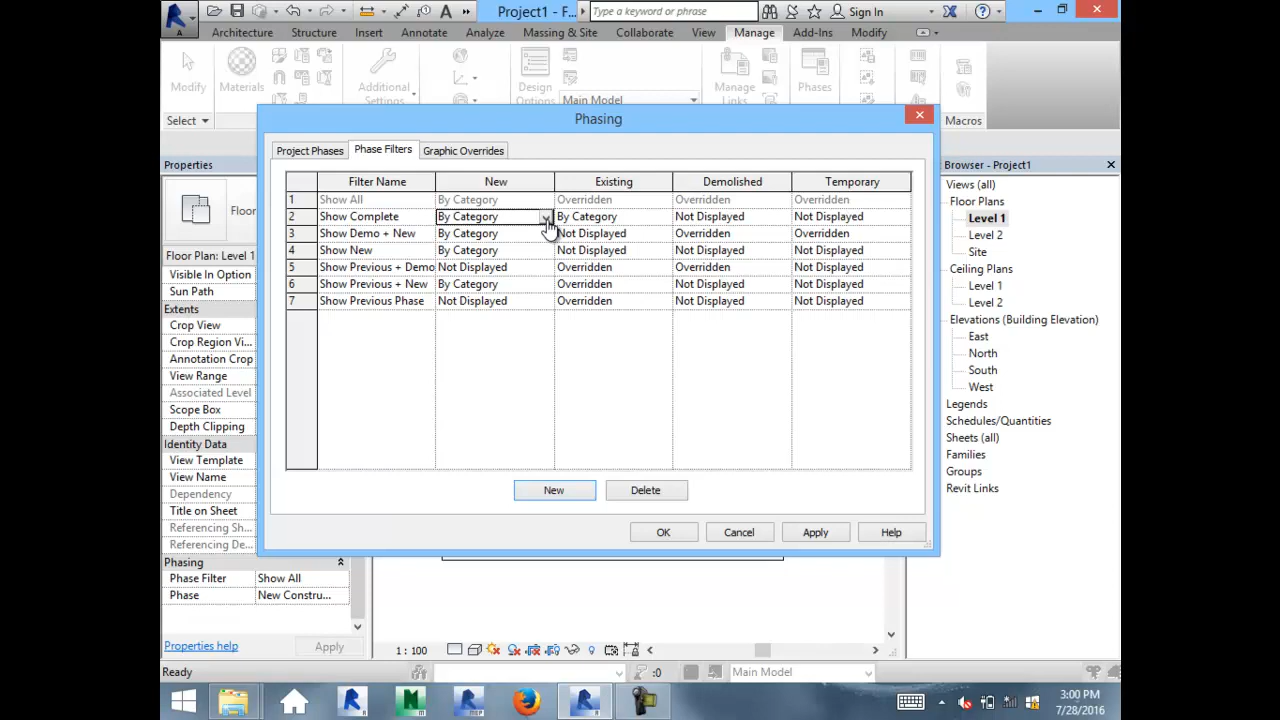 Project1 - F...
Type a keyword or phrase
Sign In
Architecture Structure Insert Annotate Analyze Massing & Site Collaborate View Manage Add-Ins Modify
Modify Materials Additional Settings Design Options Main Model Manage Links Phases
Select Macros
Phasing
Project Phases Phase Filters Graphic Overrides
Filter Name New Existing Demolished Temporary
1 Show All By Category Overridden Overridden Overridden
2 Show Complete By Category By Category Not Displayed Not Displayed
3 Show Demo + New By Category Not Displayed Overridden Overridden
4 Show New By Category Not Displayed Not Displayed Not Displayed
5 Show Previous + Demo Not Displayed Overridden Overridden Not Displayed
6 Show Previous + New By Category Overridden Not Displayed Not Displayed
7 Show Previous Phase Not Displayed Overridden Not Displayed Not Displayed
New Delete
OK Cancel Apply Help
Properties
Floor
Floor Plan: Level 1
Visible In Option
Sun Path
Extents
Crop View
Crop Region Vi...
Annotation Crop
View Range
Associated Level
Scope Box
Depth Clipping
Identity Data
View Template
View Name
Dependency
Title on Sheet
Referencing Sh...
Referencing De...
Phasing
Phase Filter Show All
Phase New Constru...
Properties help Apply
Browser - Project1
Views (all)
Floor Plans
Level 1
Level 2
Site
Ceiling Plans
Level 1
Level 2
Elevations (Building Elevation)
East
North
South
West
Legends
Schedules/Quantities
Sheets (all)
Families
Groups
Revit Links
1 : 100
Ready :0 Main Model
3:00 PM
7/28/2016